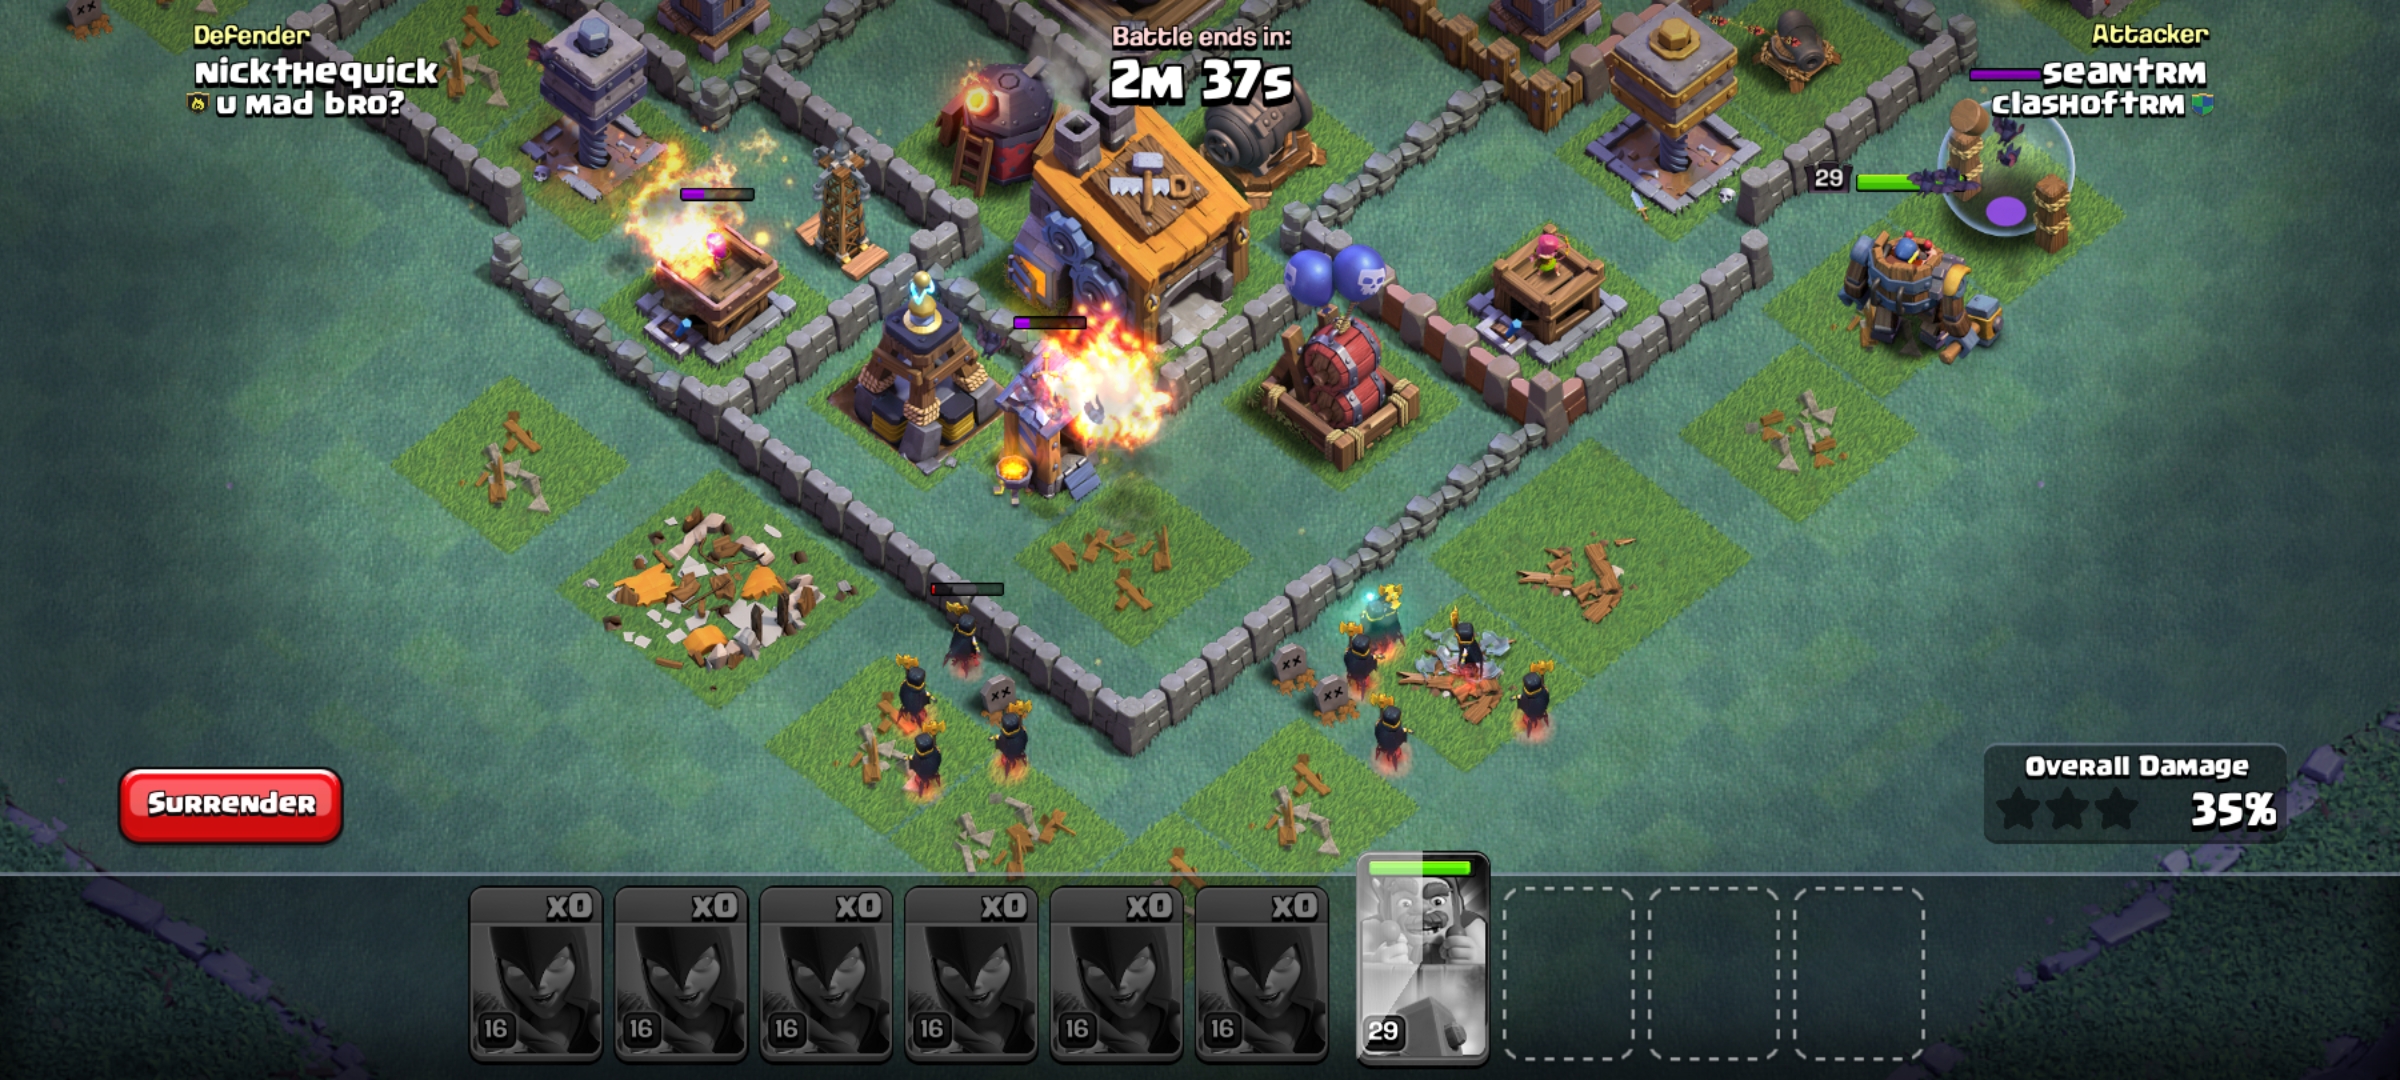 Defender
Nickthequick
u mad bro?
Battle ends in:
2m 37s
Attacker
seantrm
clashoftrm
29
Surrender
Overall Damage
35%
x0
x0
x0
x0
x0
x0
16
16
16
16
16
16
29